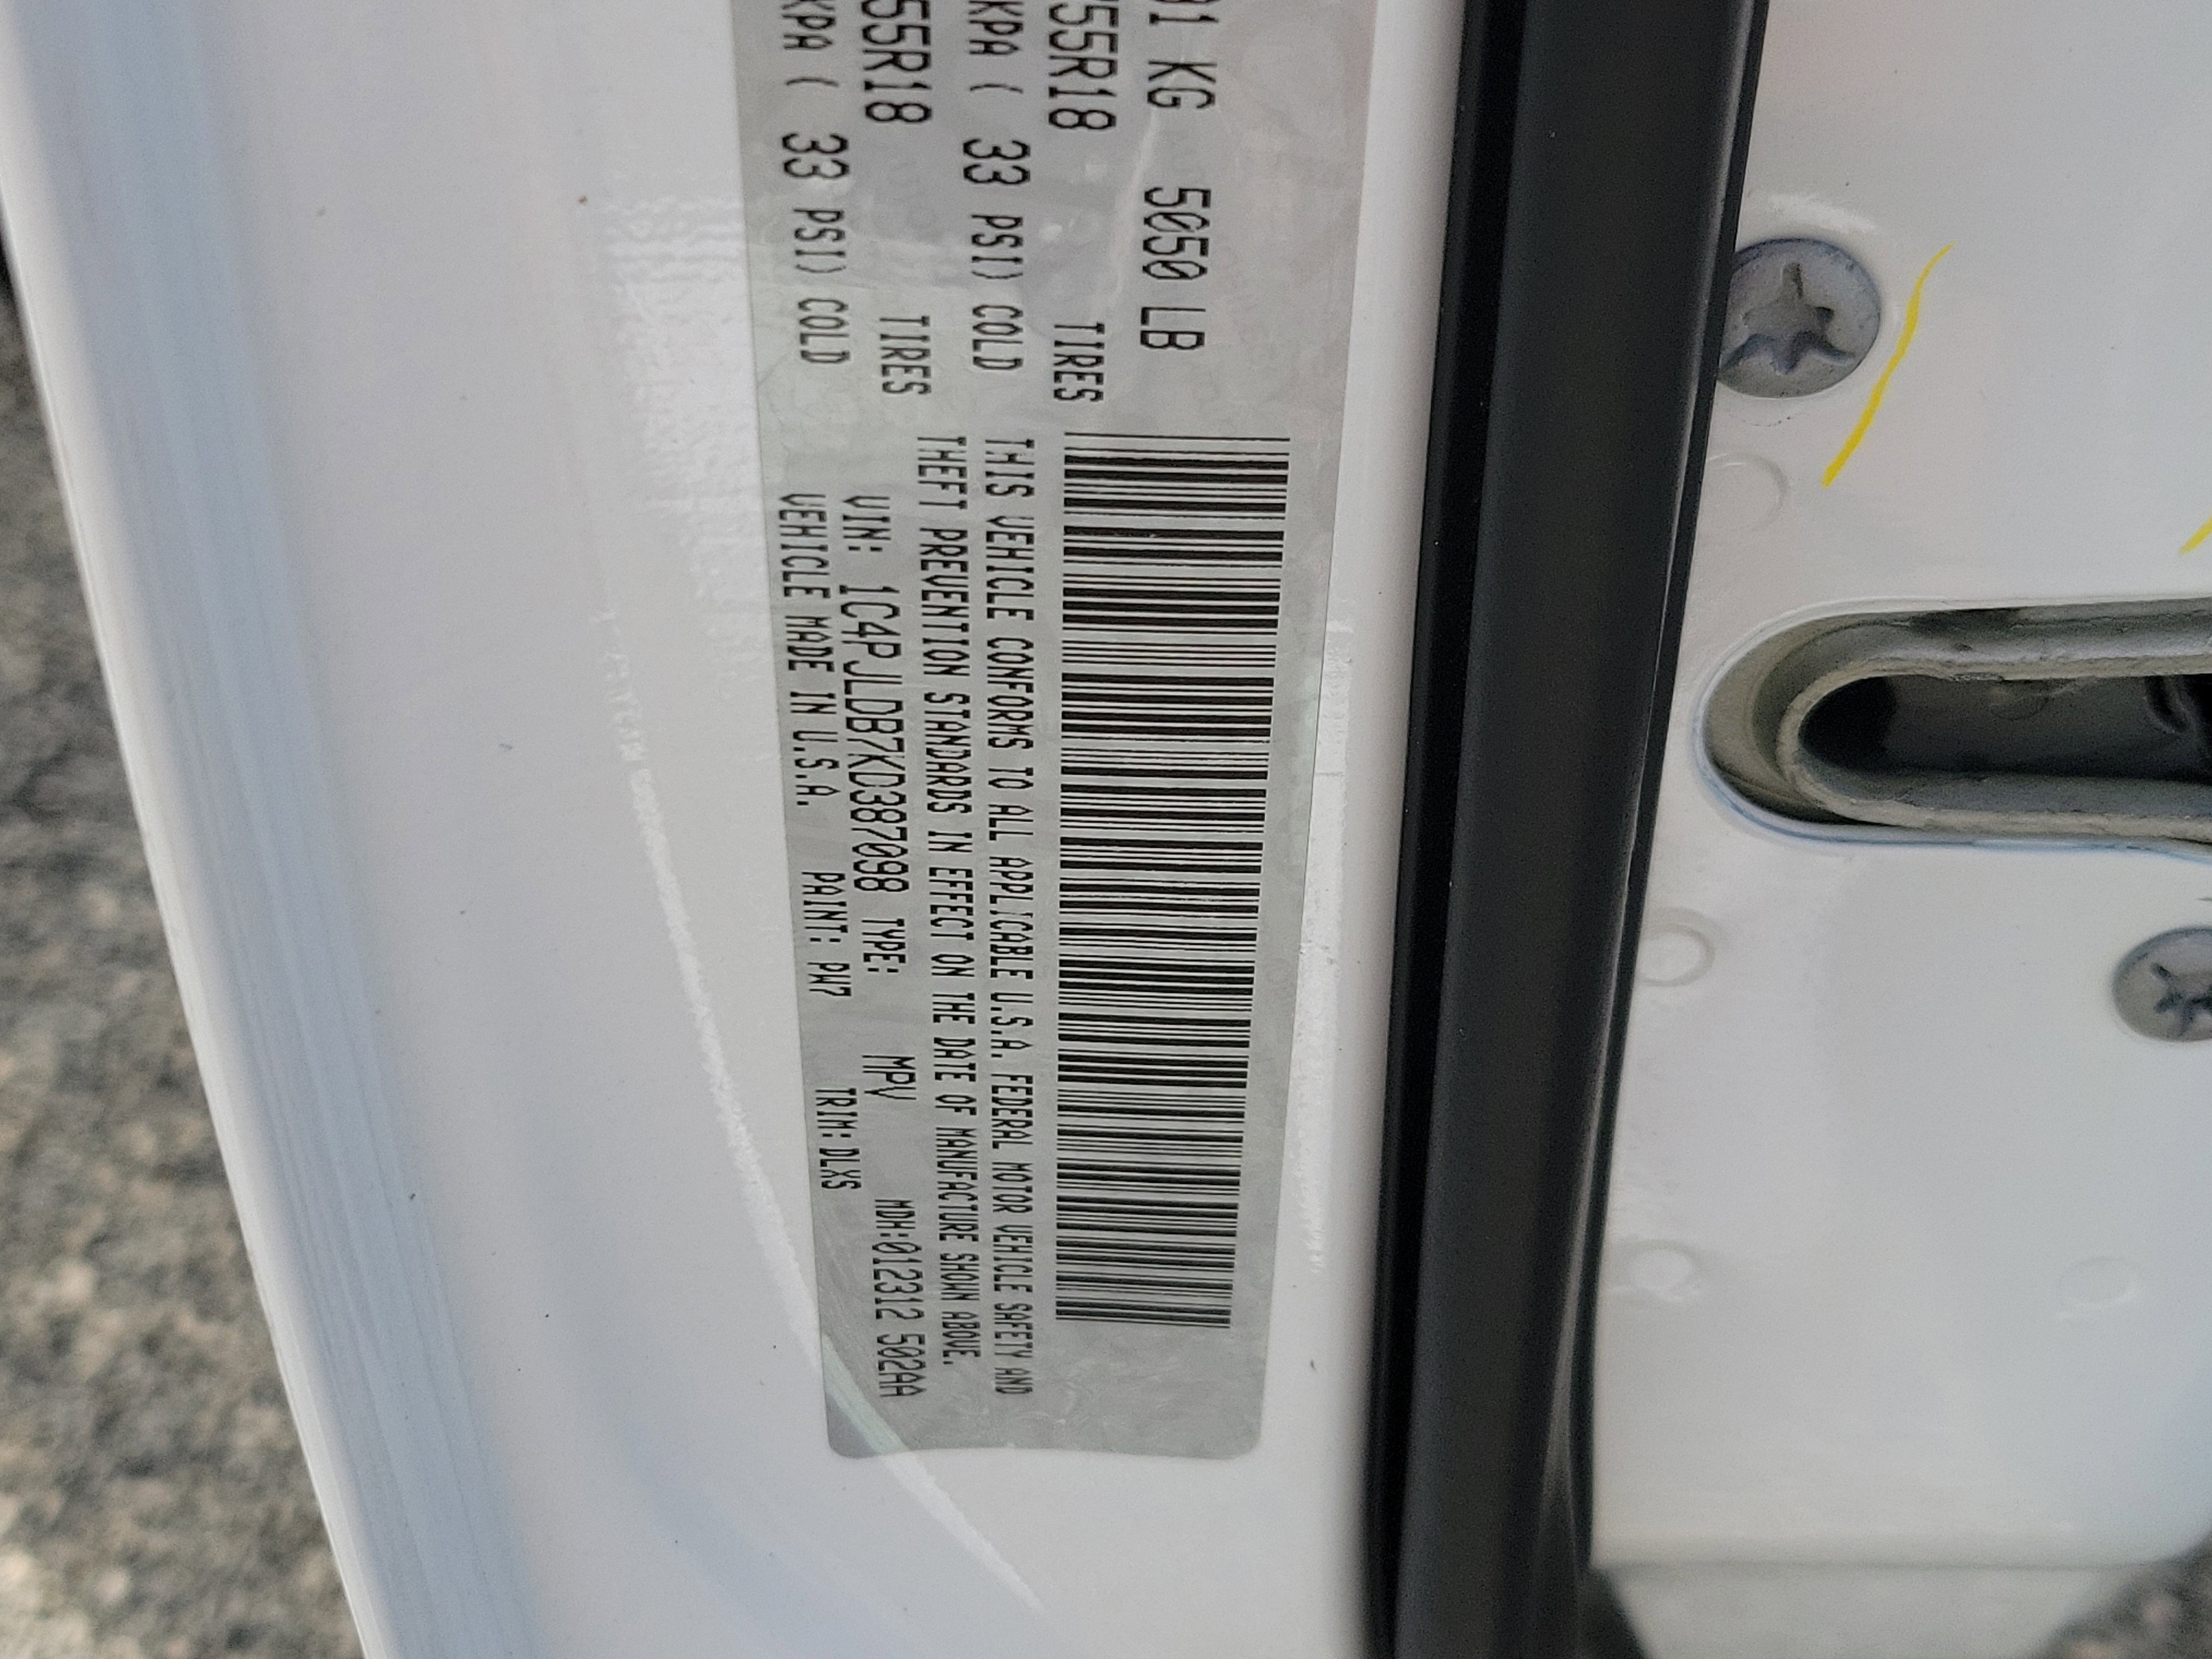 91 KG 5050 LB
55R18 TIRES
KPA ( 33 PSI) COLD
55R18 TIRES
KPA ( 33 PSI) COLD
THIS VEHICLE CONFORMS TO ALL APPLICABLE U.S.A. FEDERAL MOTOR VEHICLE SAFETY AND
THEFT PREVENTION STANDARDS IN EFFECT ON THE DATE OF MANUFACTURE SHOWN ABOVE.
VIN: 1C4PJLDB7KD387098 TYPE: MPV MDH:012312 502AA
VEHICLE MADE IN U.S.A. PAINT: PW7 TRIM:DLXS